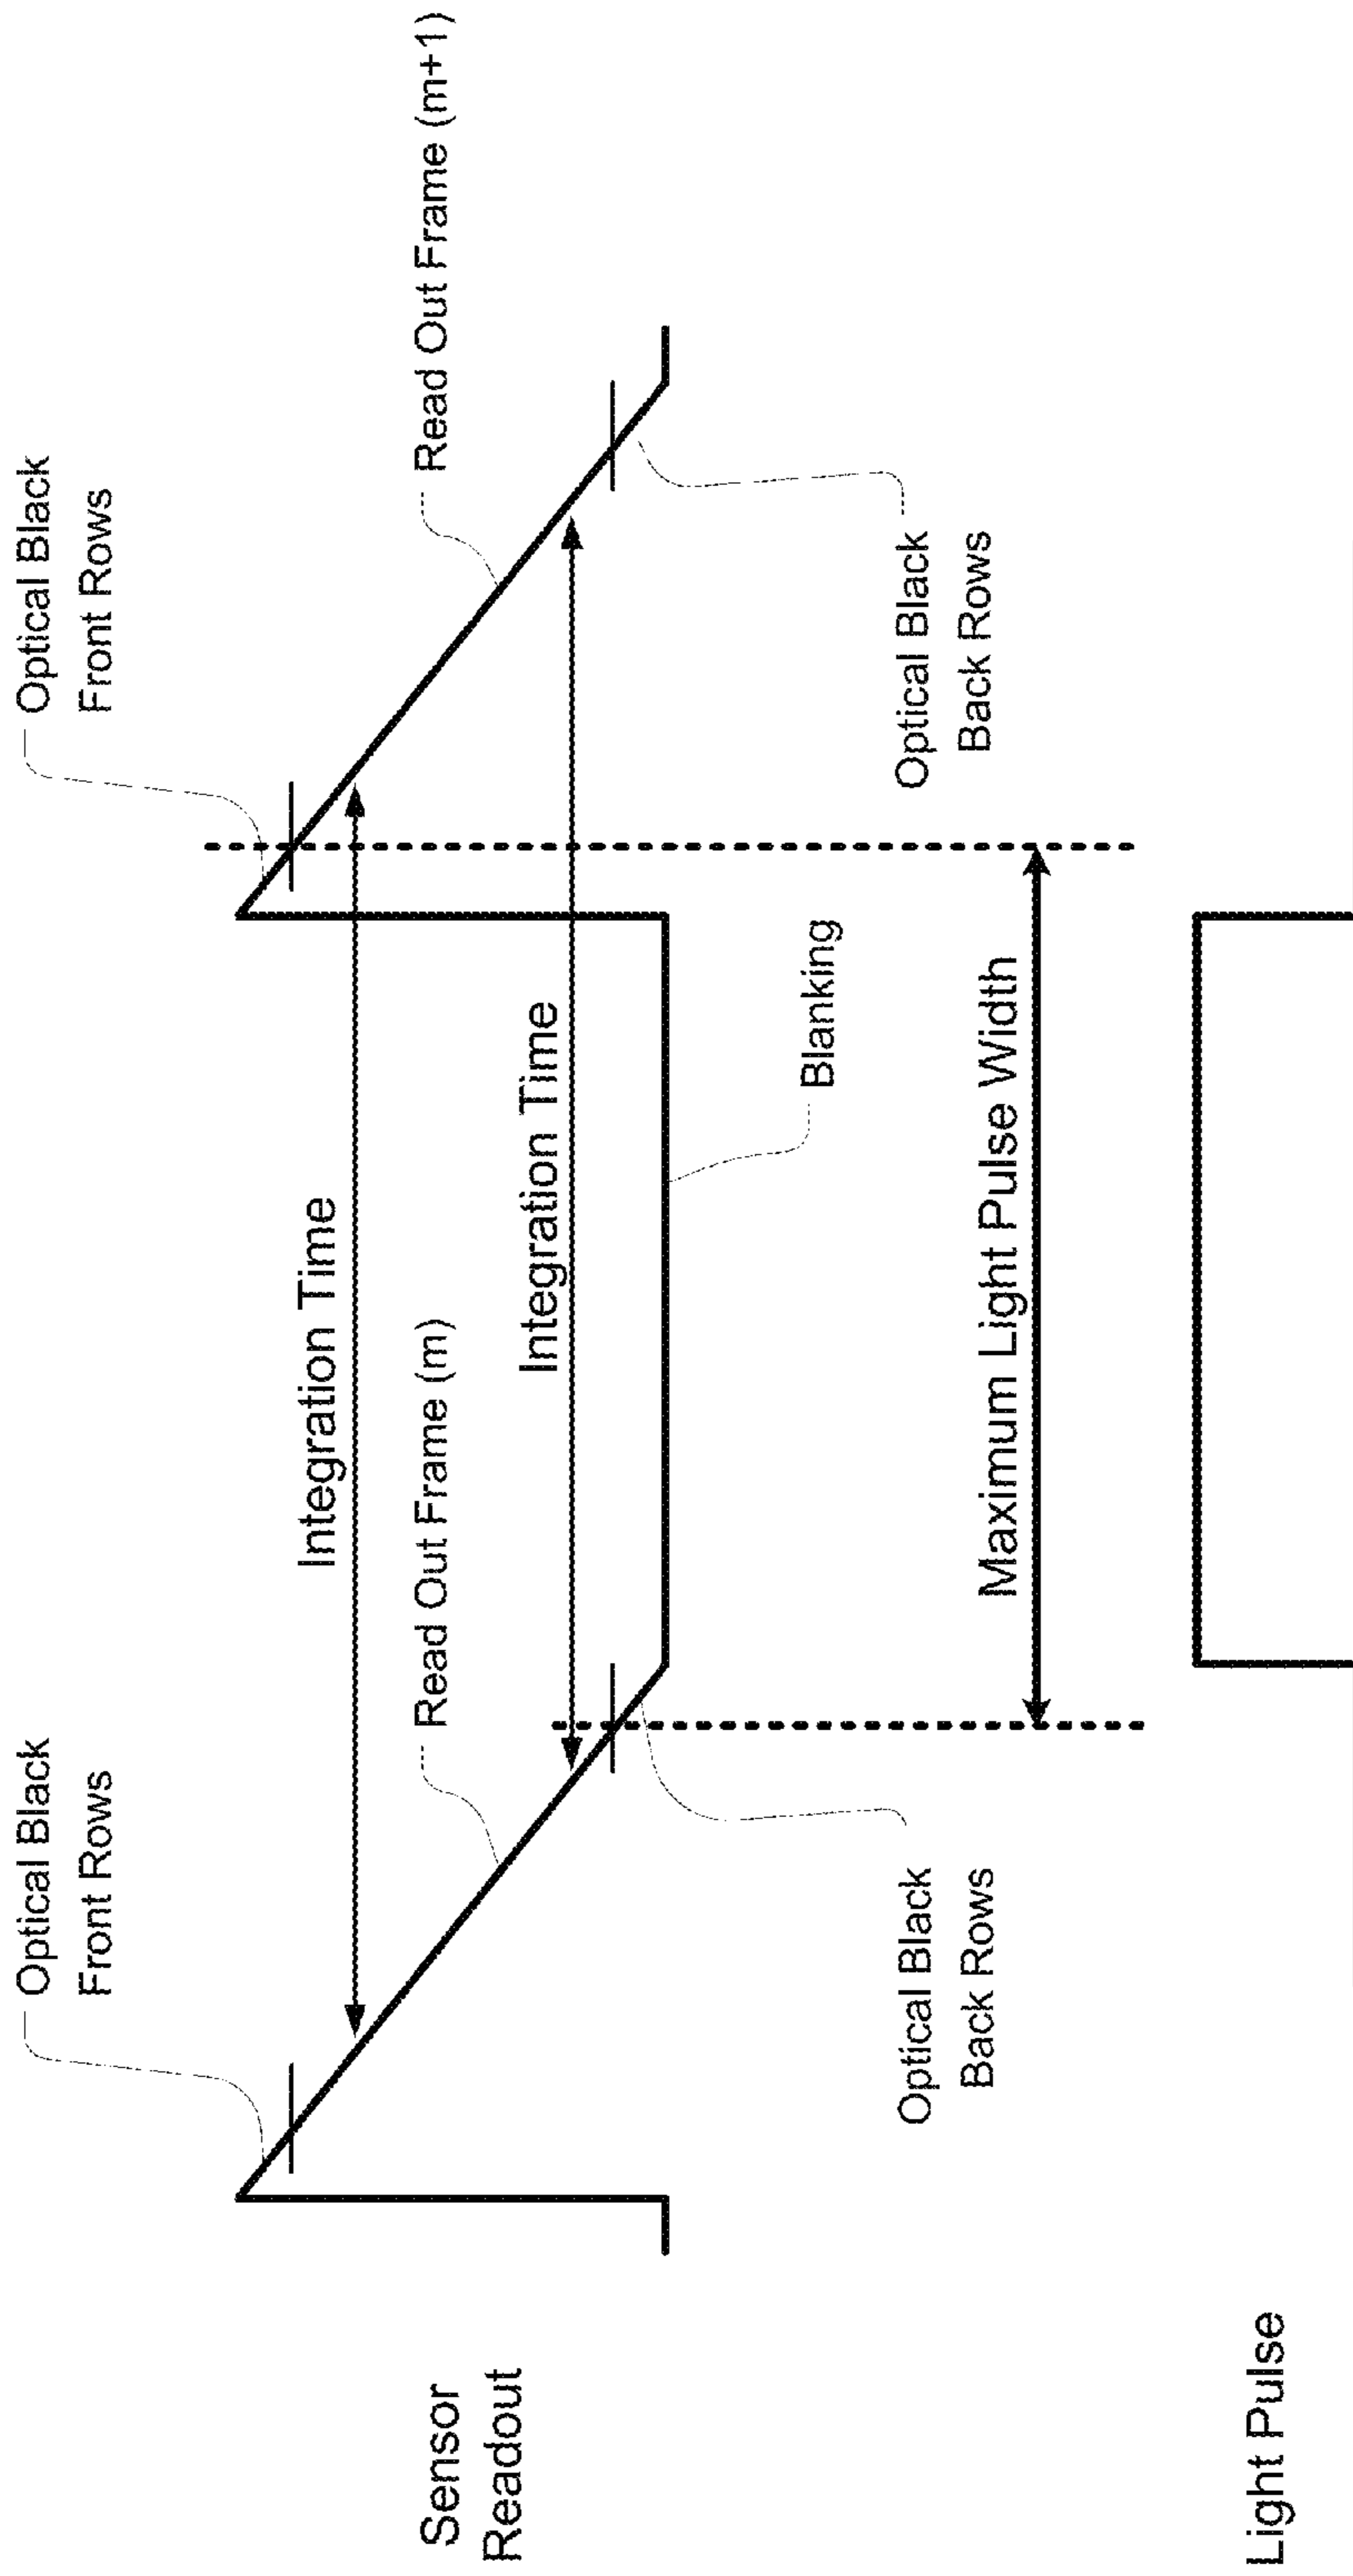 Optical Black
Front Rows
Optical Black
Front Rows
Integration Time
Read Out Frame (m)
Read Out Frame (m+1)
Sensor
Readout
Integration Time
Blanking
Optical Black
Back Rows
Optical Black
Back Rows
Maximum Light Pulse Width
Light Pulse